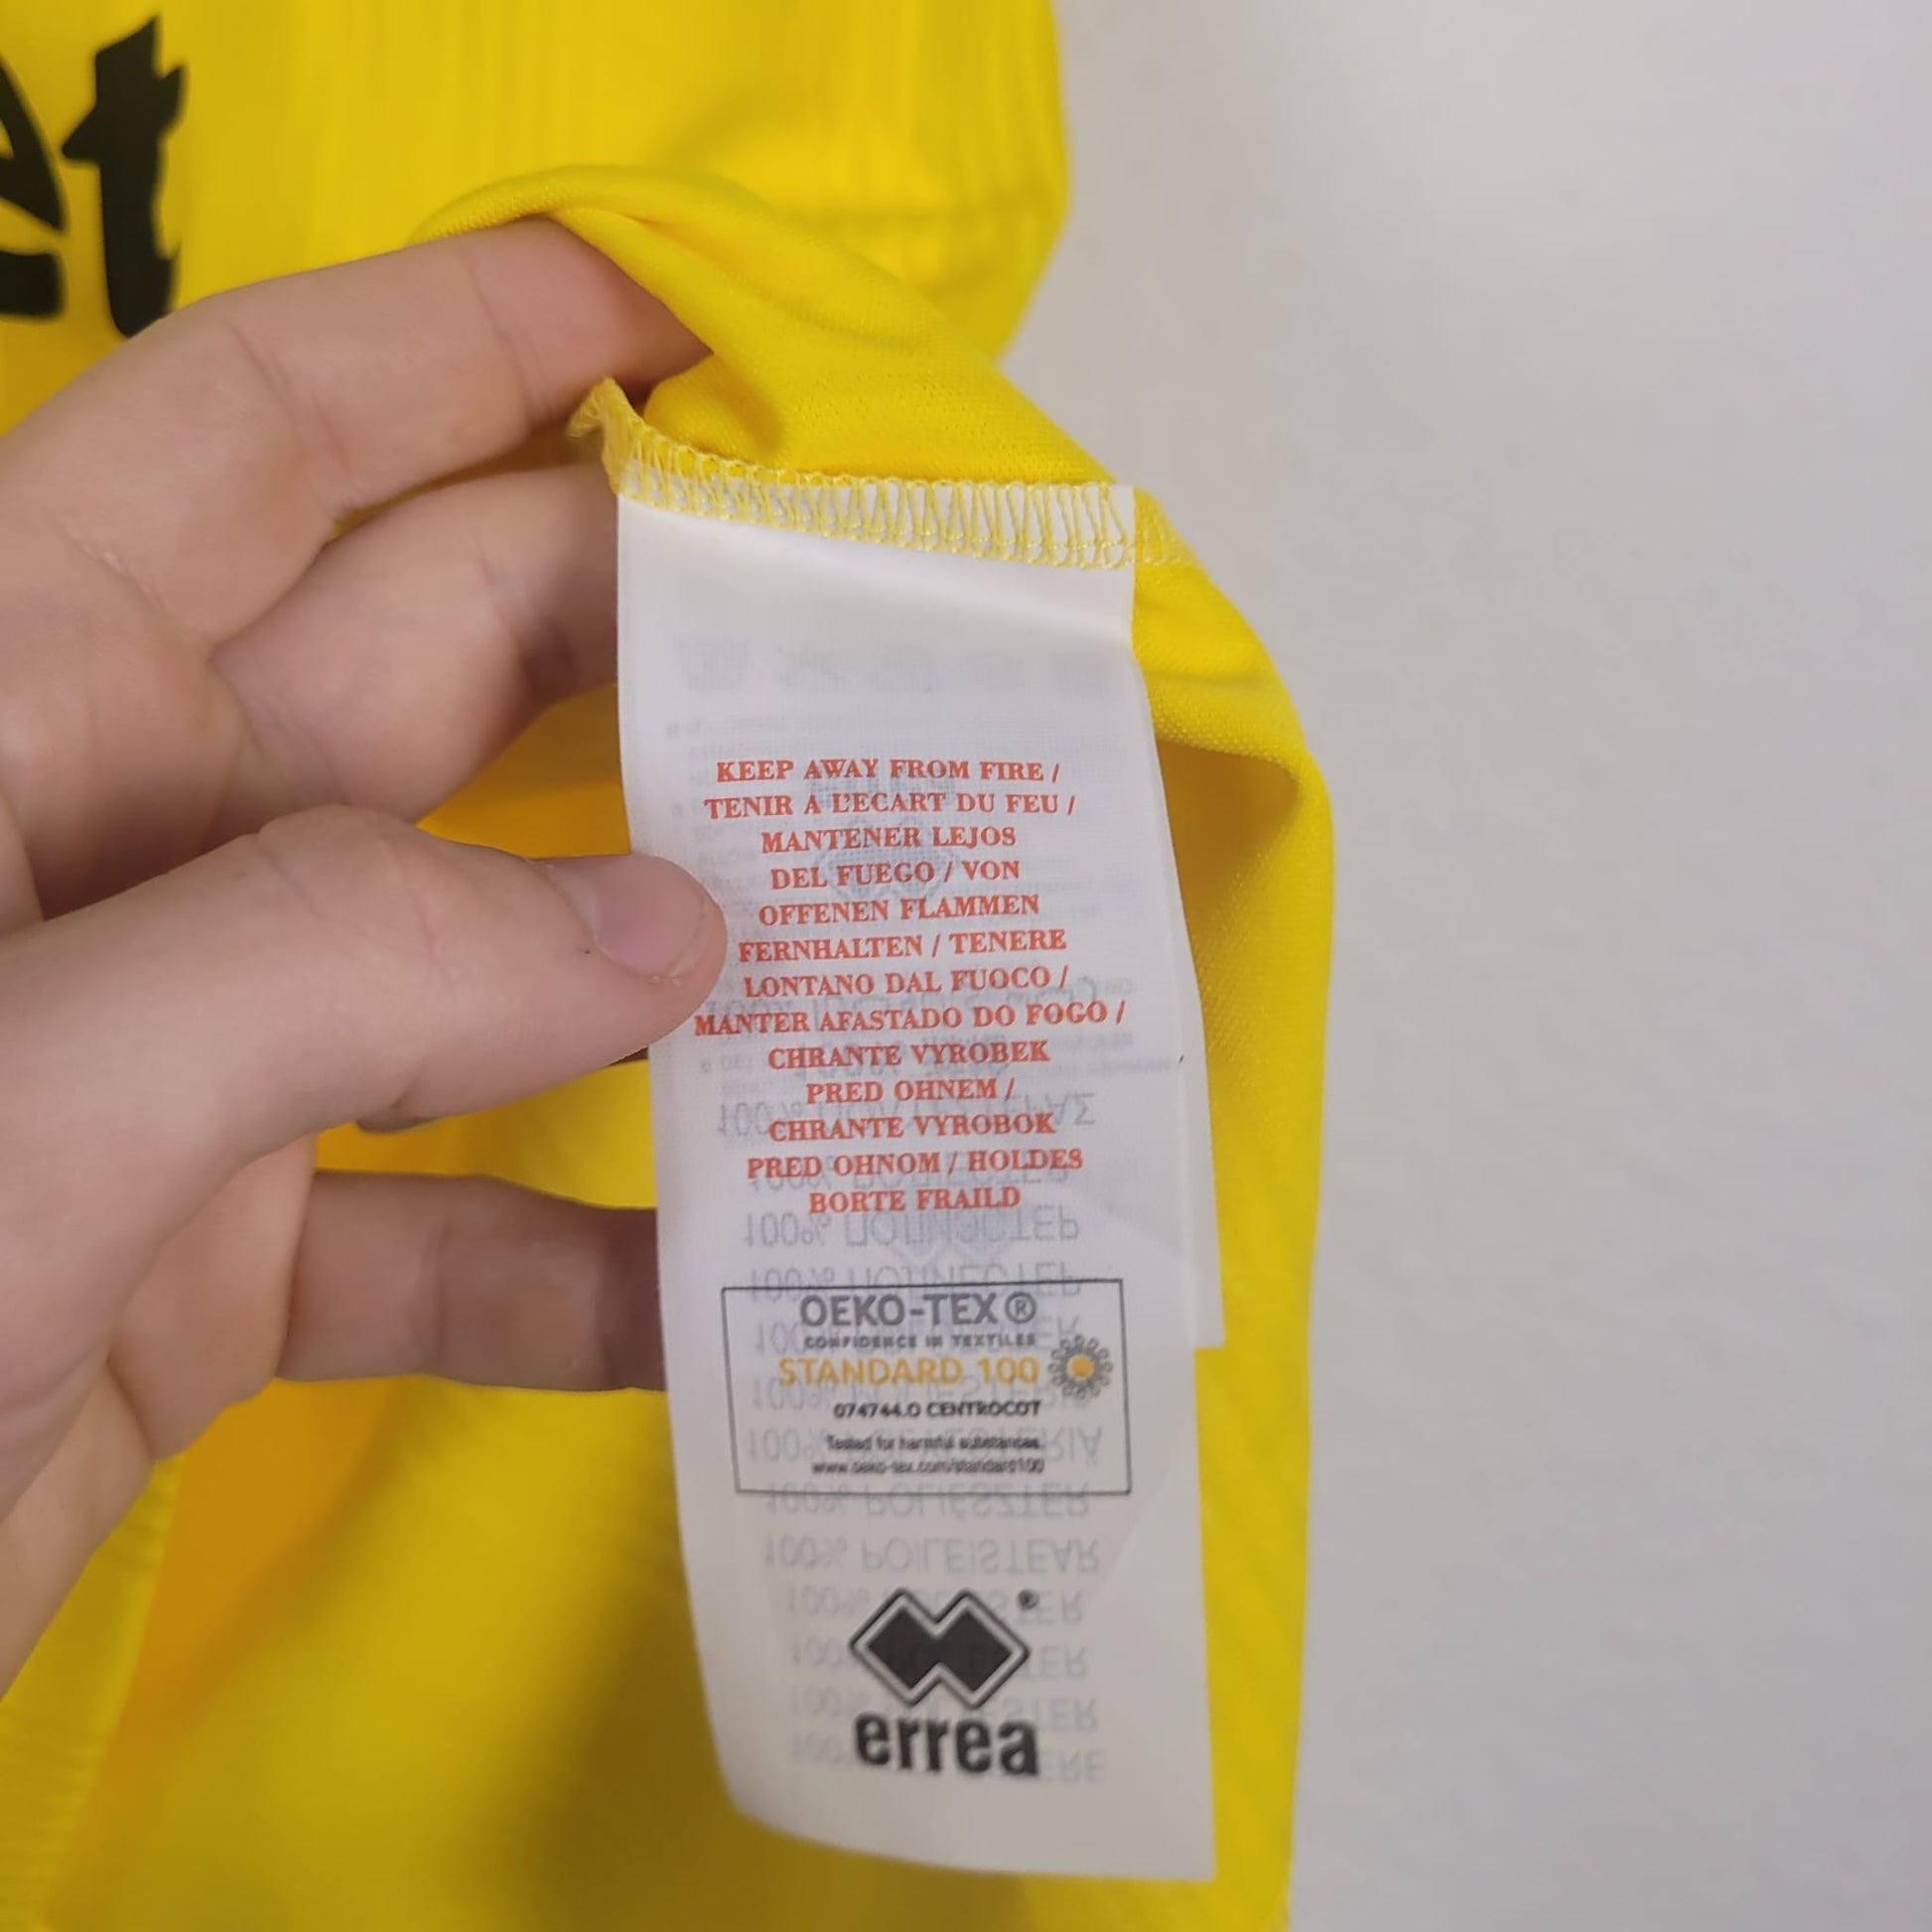 et
KEEP AWAY FROM FIRE /
TENIR A L'ECART DU FEU /
MANTENER LEJOS
DEL FUEGO / VON
OFFENEN FLAMMEN
FERNHALTEN / TENERE
LONTANO DAL FUOCO /
MANTER AFASTADO DO FOGO /
CHRANTE VYROBEK
PRED OHNEM /
CHRANTE VYROBOK
PRED OHNOM / HOLDES
BORTE FRAILD
OEKO-TEX®
CONFIDENCE IN TEXTILES
STANDARD 100
074744.0 CENTROCOT
Tested for harmful substances.
www.oeko-tex.com/standard100
®
errea